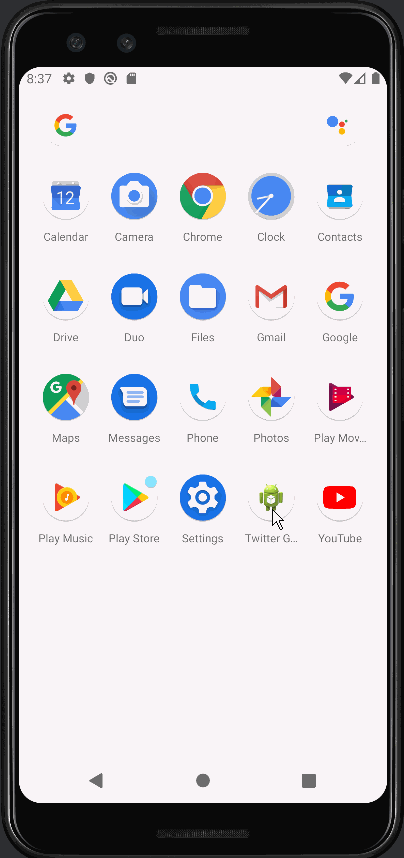 8:37
Calendar Camera Chrome Clock Contacts
Drive Duo Files Gmail Google
Maps Messages Phone Photos Play Mov...
Play Music Play Store Settings Twitter G... YouTube